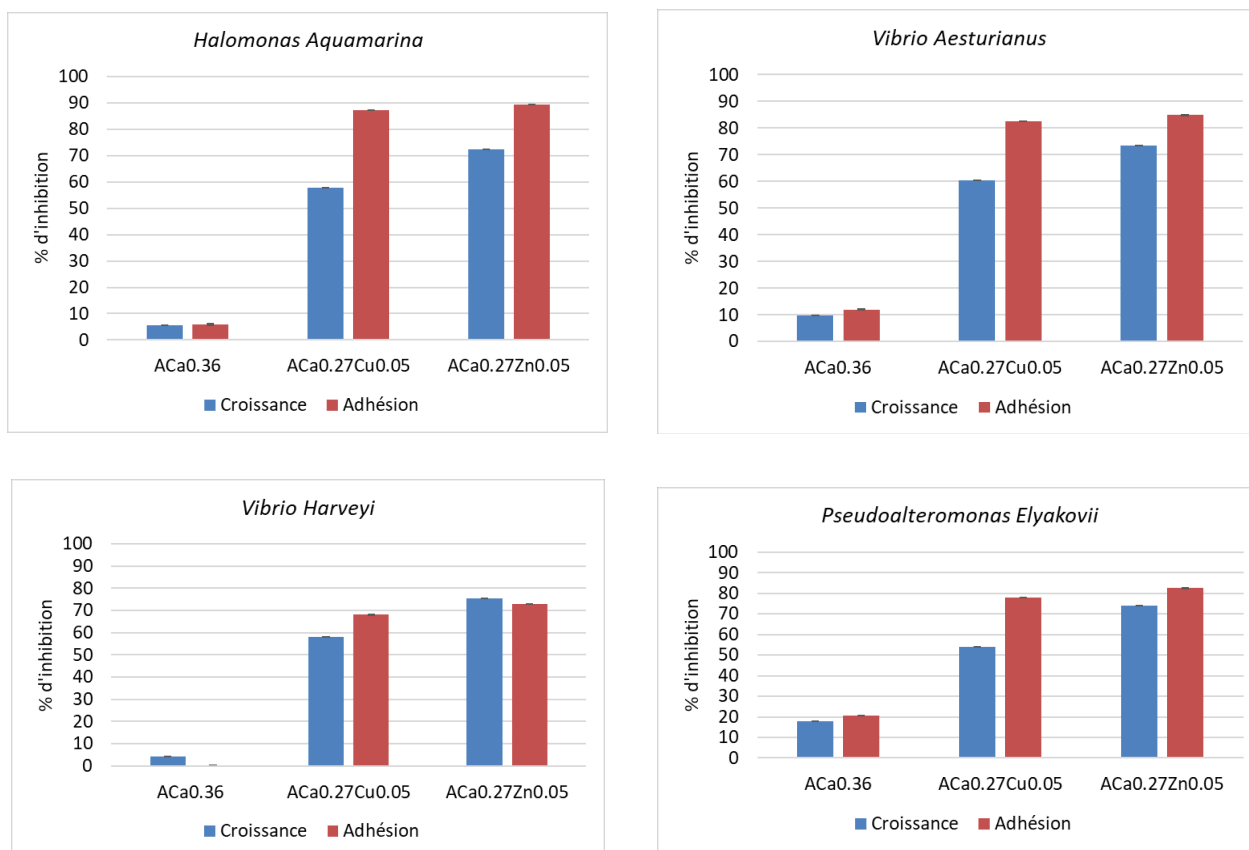 Halomonas Aquamarina
% d'inhibition
100
90
80
70
60
50
40
30
20
10
0
ACa0.36 ACa0.27Cu0.05 ACa0.27Zn0.05
Croissance Adhésion
Vibrio Aesturianus
% d'inhibition
100
90
80
70
60
50
40
30
20
10
0
ACa0.36 ACa0.27Cu0.05 ACa0.27Zn0.05
Croissance Adhésion
Vibrio Harveyi
% d'inhibition
100
90
80
70
60
50
40
30
20
10
0
ACa0.36 ACa0.27Cu0.05 ACa0.27Zn0.05
Croissance Adhésion
Pseudoalteromonas Elyakovii
% d'inhibition
100
90
80
70
60
50
40
30
20
10
0
ACa0.36 ACa0.27Cu0.05 ACa0.27Zn0.05
Croissance Adhésion